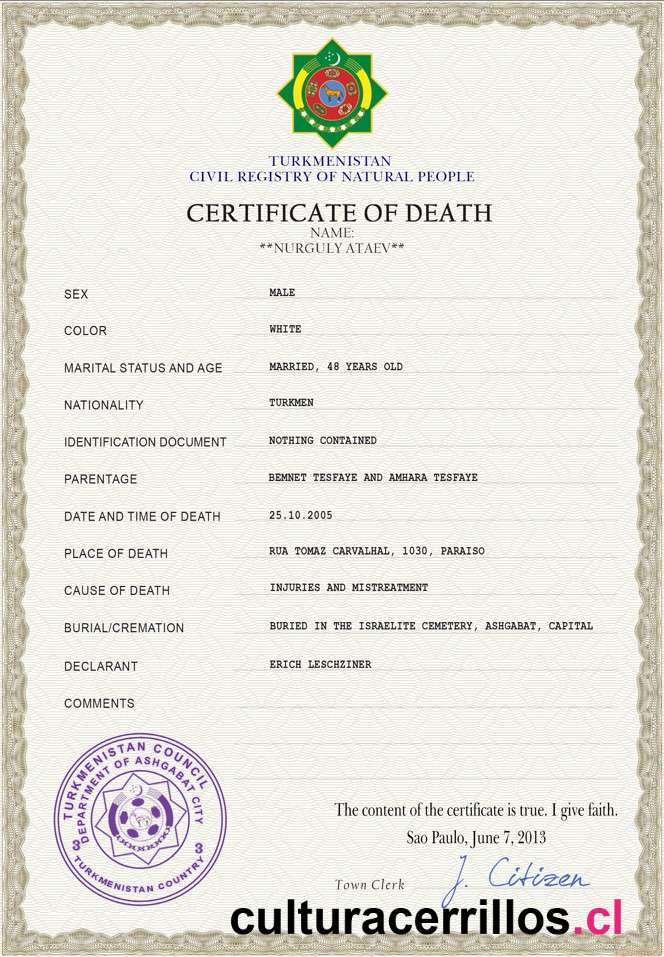 TURKMENISTAN
CIVIL REGISTRY OF NATURAL PEOPLE
CERTIFICATE OF DEATH
NAME:
**NURGULY ATAEV**
SEX MALE
COLOR WHITE
MARITAL STATUS AND AGE MARRIED, 48 YEARS OLD
NATIONALITY TURKMEN
IDENTIFICATION DOCUMENT NOTHING CONTAINED
PARENTAGE BEMNET TESFAYE AND AMHARA TESFAYE
DATE AND TIME OF DEATH 25.10.2005
PLACE OF DEATH RUA TOMAZ CARVALHAL, 1030, PARAISO
CAUSE OF DEATH INJURIES AND MISTREATMENT
BURIAL/CREMATION BURIED IN THE ISRAELITE CEMETERY, ASHGABAT, CAPITAL
DECLARANT ERICH LESCHZINER
COMMENTS
TURKMENISTAN COUNCIL
DEPARTMENT OF ASHGABAT CITY
3 3
TURKMENISTAN COUNTRY
The content of the certificate is true. I give faith.
Sao Paulo, June 7, 2013
Town Clerk J. Citizen
culturacerrillos.cl